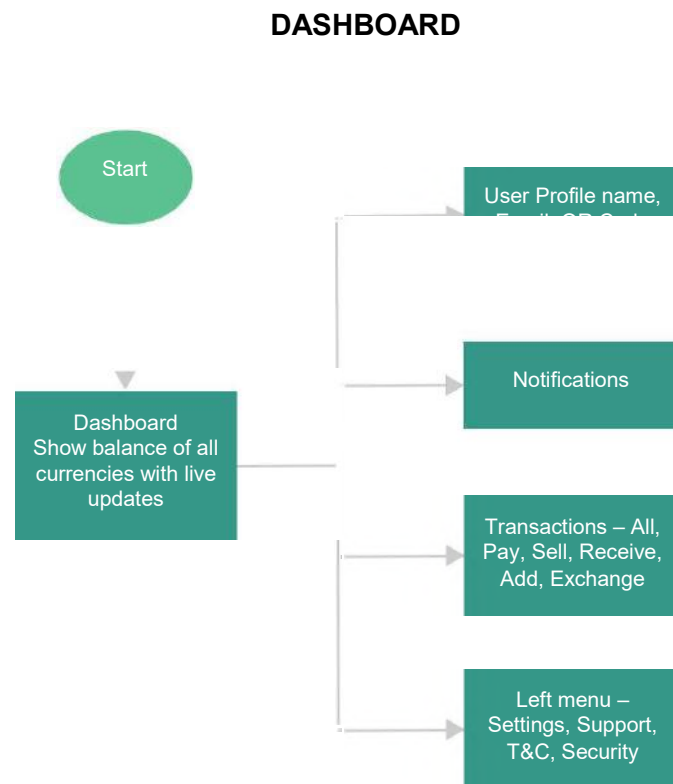 DASHBOARD
Start
User Profile name,
Notifications
Dashboard
Show balance of all
currencies with live
updates
Transactions – All,
Pay, Sell, Receive,
Add, Exchange
Left menu –
Settings, Support,
T&C, Security